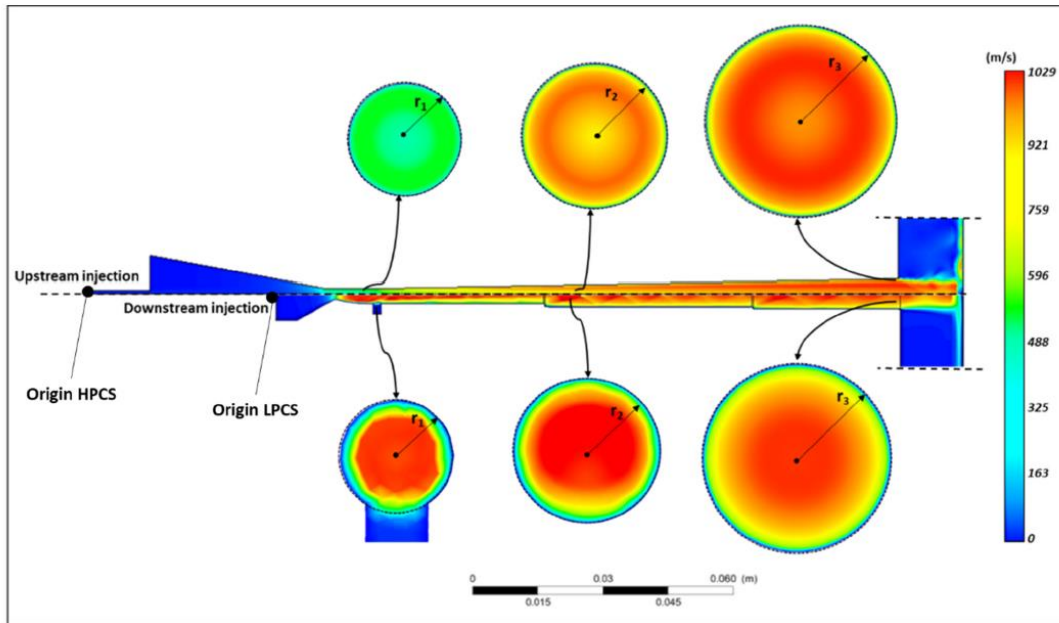 (m/s)
1029
921
759
596
488
325
163
0
r1
r2
r3
Upstream injection
Downstream injection
Origin HPCS
Origin LPCS
r1
r2
r3
0 0.03 0.060 (m)
0.015 0.045